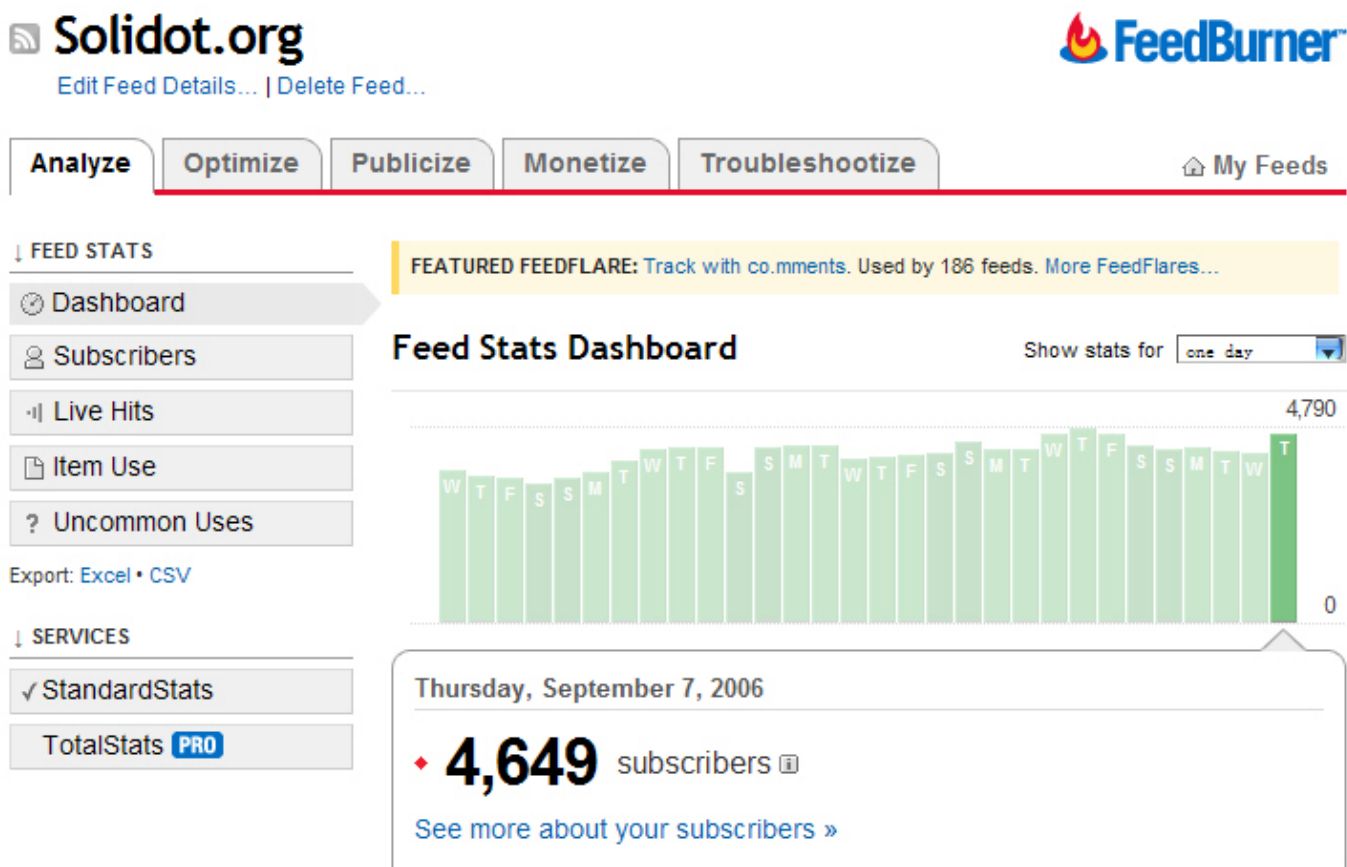 Solidot.org
FeedBurner™
Edit Feed Details... | Delete Feed...
Analyze
Optimize
Publicize
Monetize
Troubleshootize
My Feeds
↓ FEED STATS
Dashboard
Subscribers
Live Hits
Item Use
? Uncommon Uses
Export: Excel • CSV
↓ SERVICES
✓ StandardStats
TotalStats PRO
FEATURED FEEDFLARE: Track with co.mments. Used by 186 feeds. More FeedFlares...
Feed Stats Dashboard
Show stats for one day
4,790
W T F S S M T W T F S S M T W T F S S M T W T F S S M T W T
0
Thursday, September 7, 2006
4,649 subscribers
See more about your subscribers »